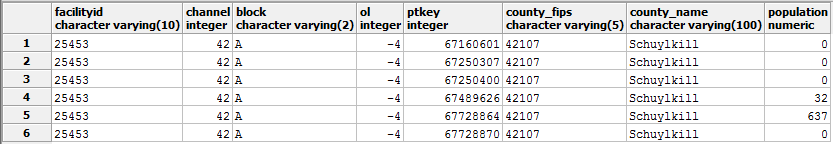 facilityid channel block ol ptkey county_fips county_name population
character varying(10) integer character varying(2) integer integer character varying(5) character varying(100) numeric
1 25453 42 A -4 67160601 42107 Schuylkill 0
2 25453 42 A -4 67250307 42107 Schuylkill 0
3 25453 42 A -4 67250400 42107 Schuylkill 0
4 25453 42 A -4 67489626 42107 Schuylkill 32
5 25453 42 A -4 67728864 42107 Schuylkill 637
6 25453 42 A -4 67728870 42107 Schuylkill 0